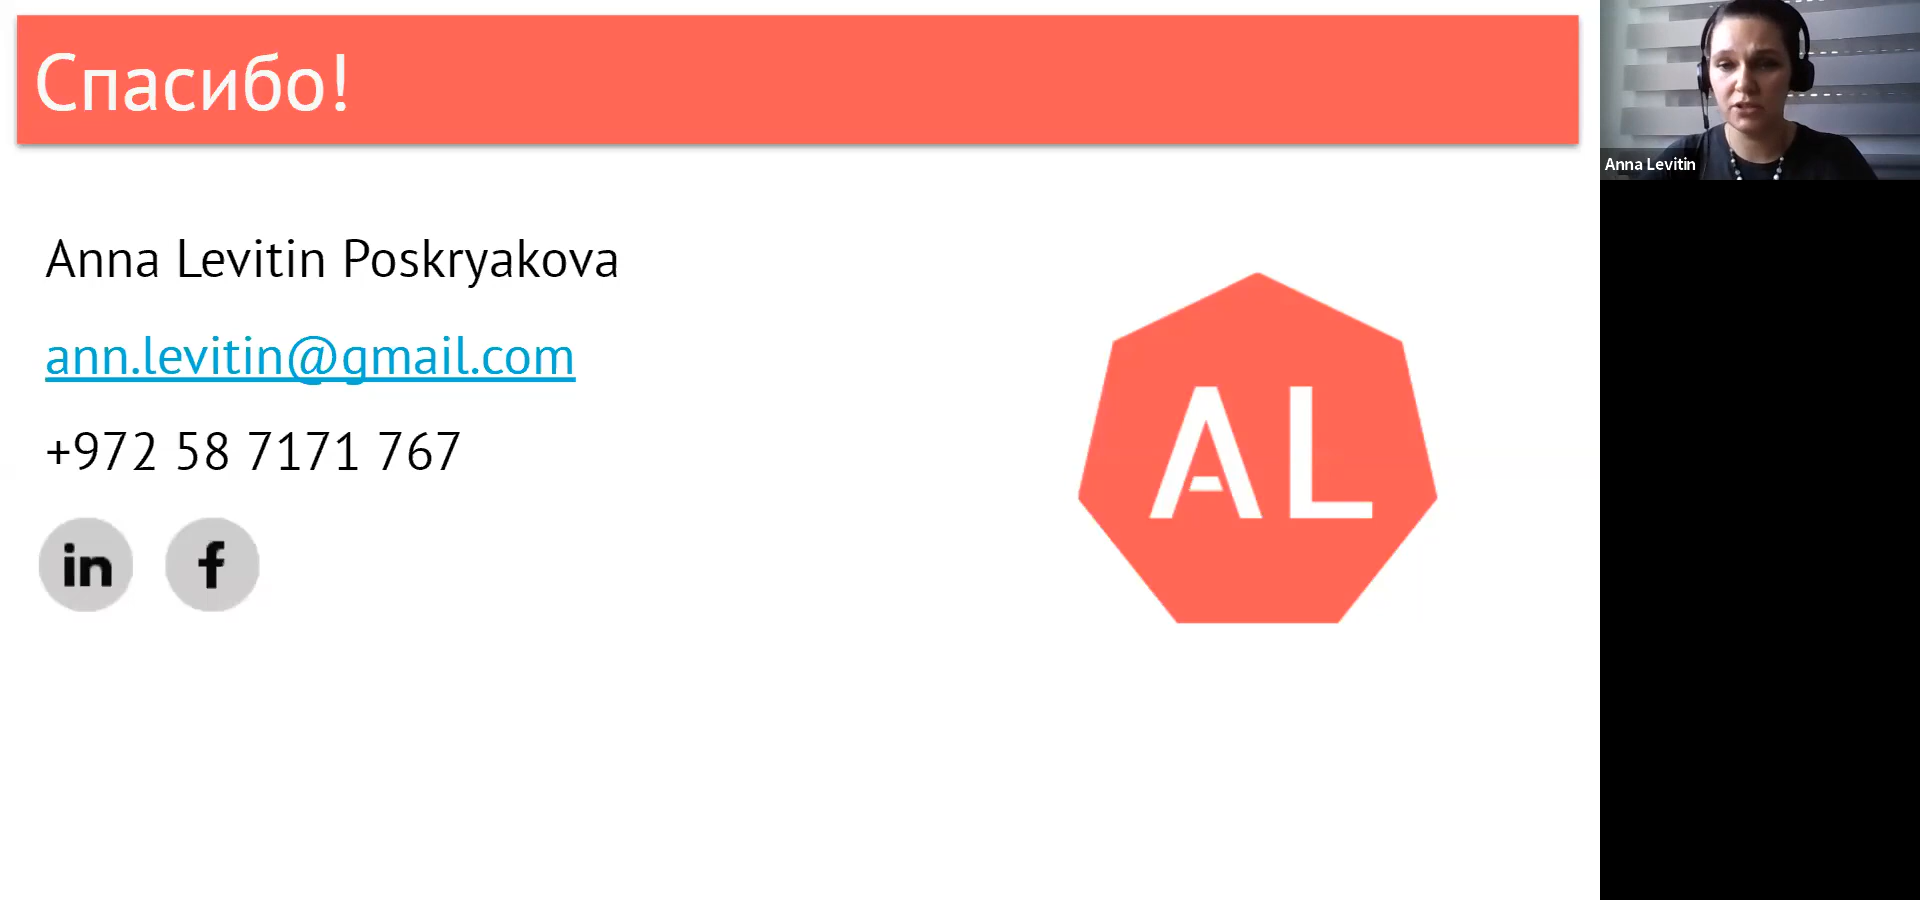 Спасибо!
Anna Levitin Poskryakova
ann.levitin@gmail.com
+972 58 7171 767
in f
AL
Anna Levitin